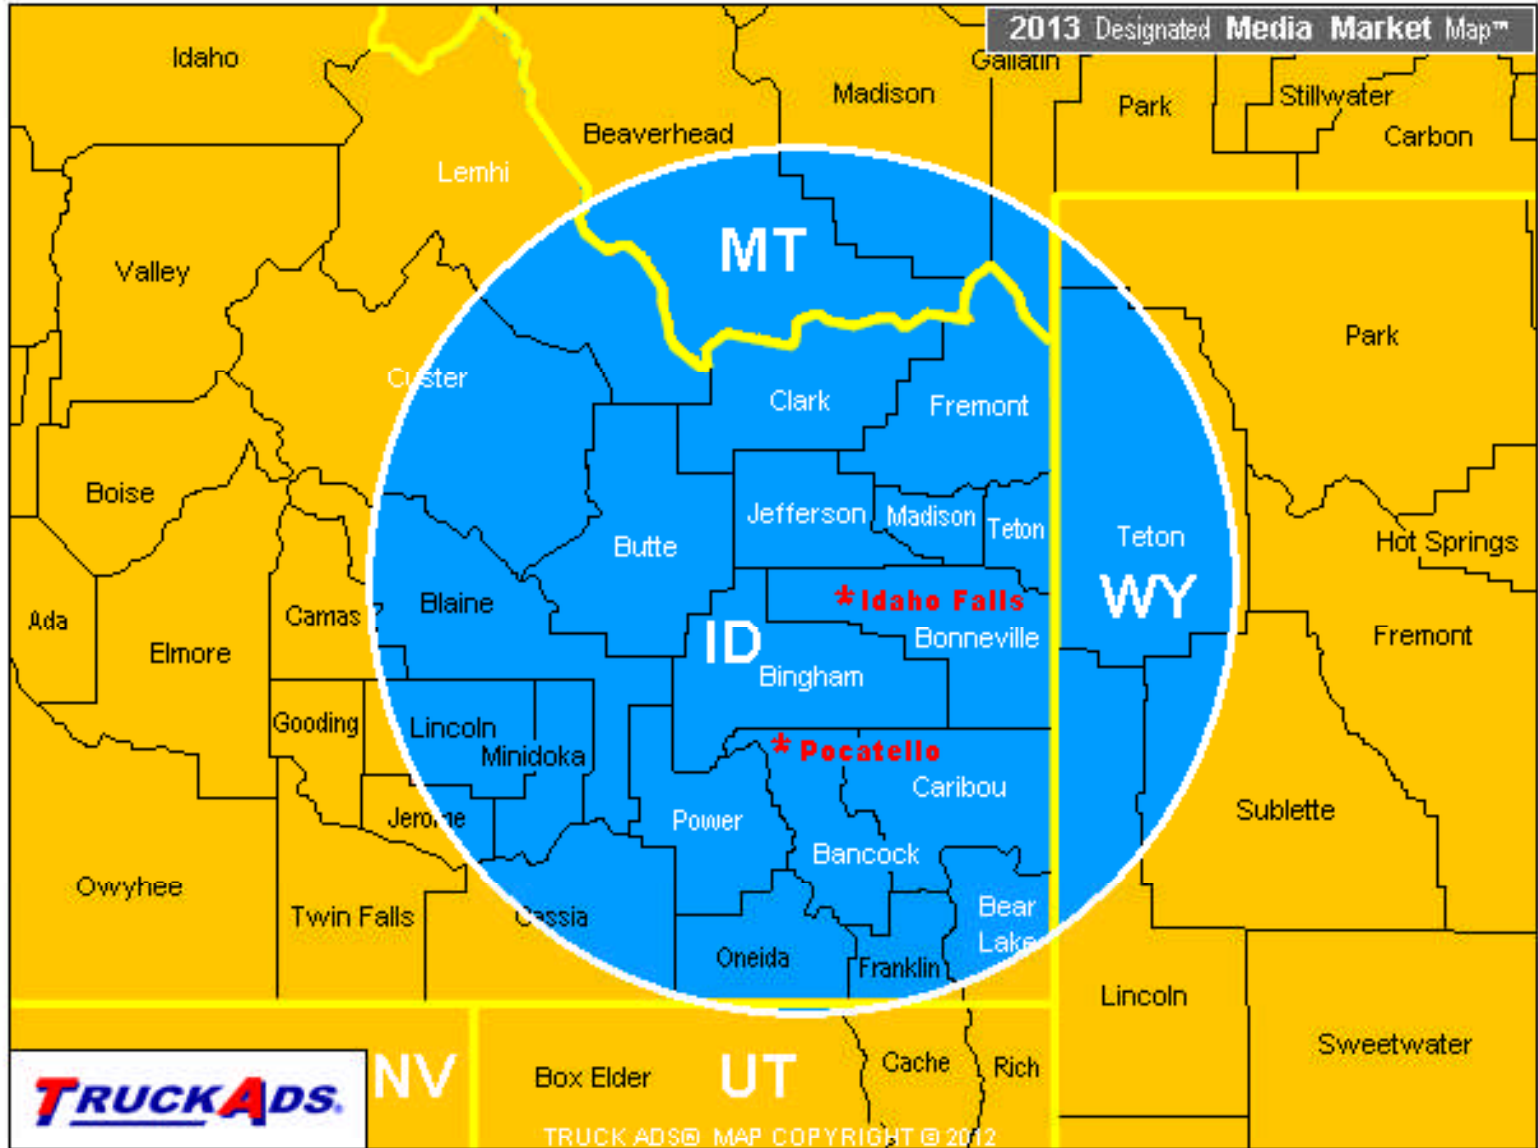 2013 Designated Media Market Map™
Idaho
Gallatin
Madison
Park
Stillwater
Beaverhead
Carbon
Lemhi
MT
Valley
Park
Custer
Clark
Fremont
Boise
Jefferson
Madison
Teton
Teton
Butte
Hot Springs
*Idaho Falls
WY
Blaine
Camas
Ada
Elmore
ID
Bonneville
Fremont
Bingham
Gooding
Lincoln
Minidoka
*Pocatello
Caribou
Jerome
Power
Sublette
Bancock
Owyhee
Twin Falls
Cassia
Bear
Lake
Oneida
Franklin
Lincoln
Sweetwater
NV
Box Elder
UT
Cache
Rich
TRUCKADS.
TRUCK ADS® MAP COPYRIGHT © 2012